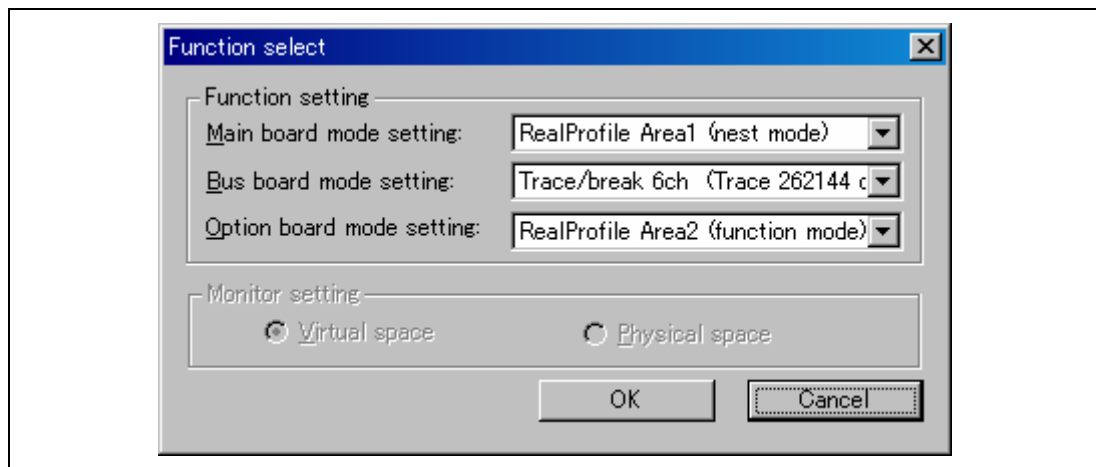 Function select
Function setting
Main board mode setting: RealProfile Area1 (nest mode)
Bus board mode setting: Trace/break 6ch (Trace 262144 c
Option board mode setting: RealProfile Area2 (function mode)
Monitor setting
Virtual space Physical space
OK Cancel